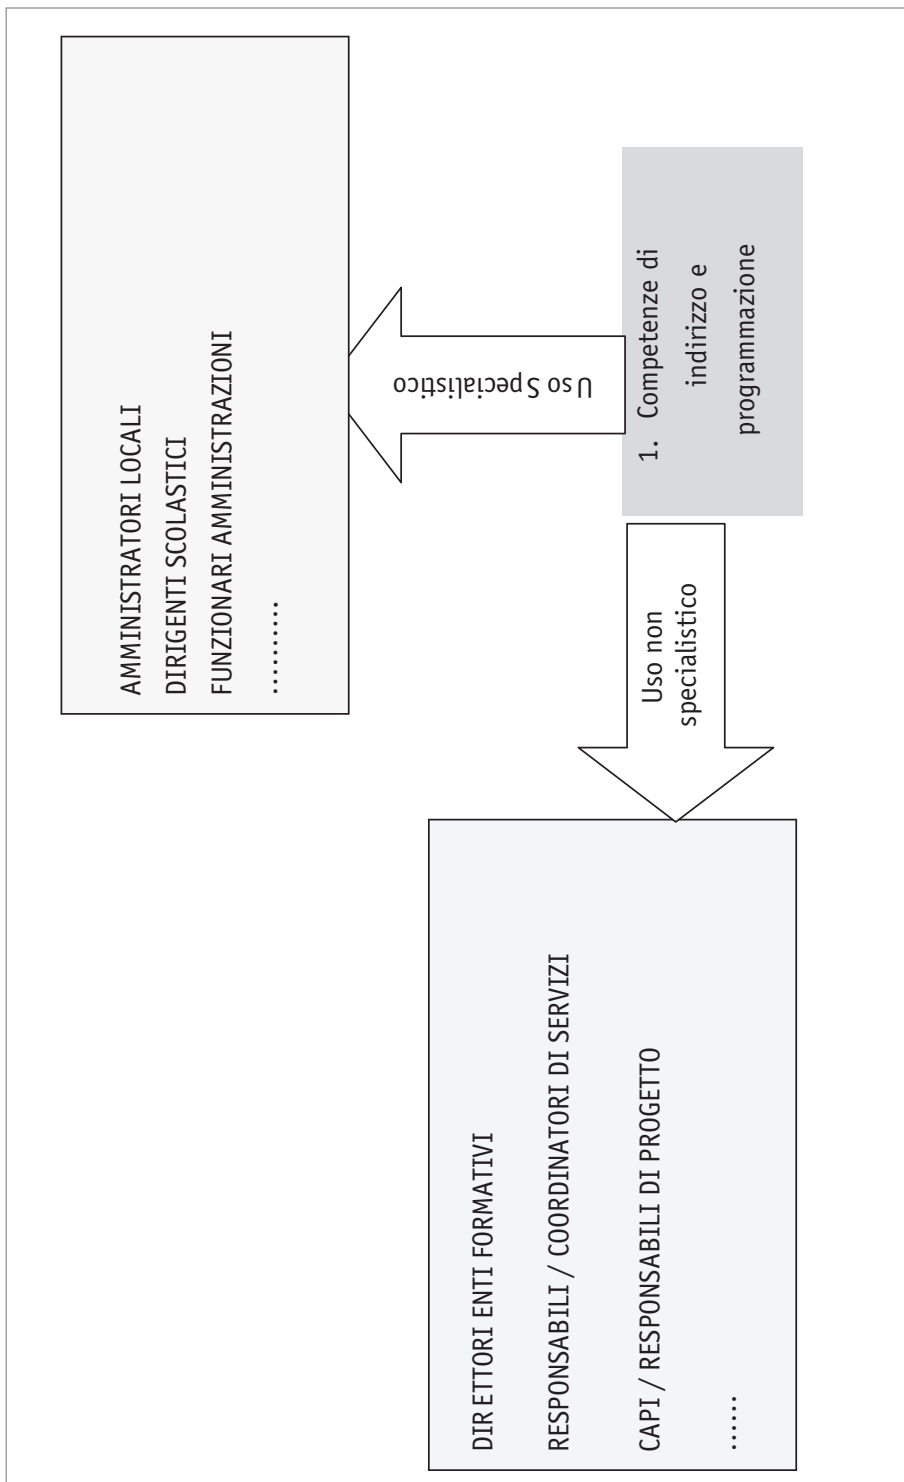 AMMINISTRATORI LOCALI
DIRIGENTI SCOLASTICI
FUNZIONARI AMMINISTRAZIONI
..........
Uso Specialistico
1. Competenze di
indirizzo e
programmazione
Uso non
specialistico
DIR ETTORI ENTI FORMATIVI
RESPONSABILI / COORDINATORI DI SERVIZI
CAPI / RESPONSABILI DI PROGETTO
......